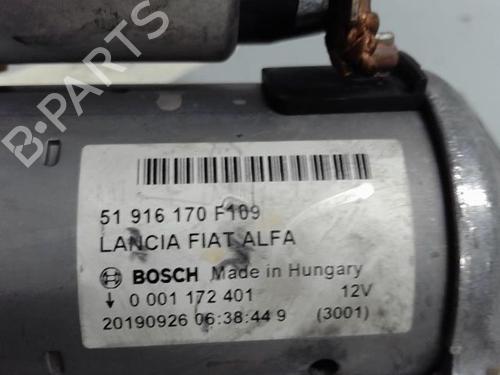 B-PARTS
51 916 170 F109
LANCIA FIAT ALFA
BOSCH Made in Hungary
0 001 172 401 12V
20190926 06:38:44 9 (3001)